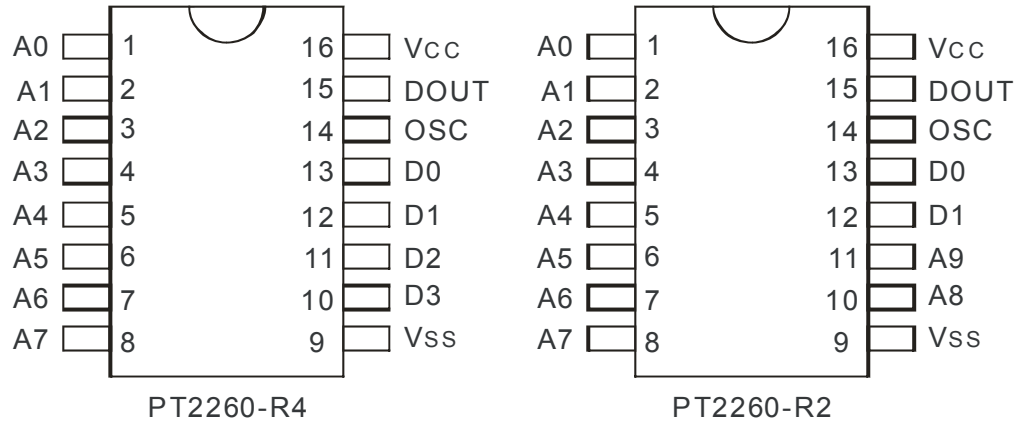 A0 1 16 VCC A0 1 16 VCC
A1 2 15 DOUT A1 2 15 DOUT
A2 3 14 OSC A2 3 14 OSC
A3 4 13 D0 A3 4 13 D0
A4 5 12 D1 A4 5 12 D1
A5 6 11 D2 A5 6 11 A9
A6 7 10 D3 A6 7 10 A8
A7 8 9 VSS A7 8 9 VSS
PT2260-R4 PT2260-R2